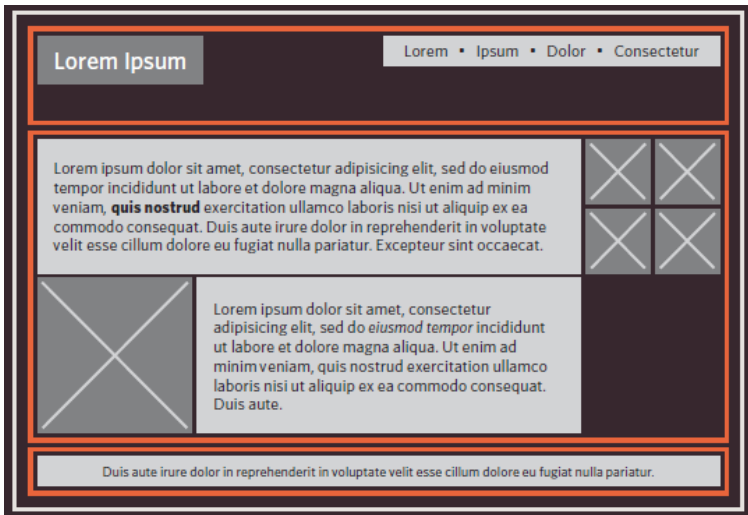 Lorem Ipsum
Lorem ▪ Ipsum ▪ Dolor ▪ Consectetur
Lorem ipsum dolor sit amet, consectetur adipisicing elit, sed do eiusmod
tempor incididunt ut labore et dolore magna aliqua. Ut enim ad minim
veniam, quis nostrud exercitation ullamco laboris nisi ut aliquip ex ea
commodo consequat. Duis aute irure dolor in reprehenderit in voluptate
velit esse cillum dolore eu fugiat nulla pariatur. Excepteur sint occaecat.
Lorem ipsum dolor sit amet, consectetur
adipisicing elit, sed do eiusmod tempor incididunt
ut labore et dolore magna aliqua. Ut enim ad
minim veniam, quis nostrud exercitation ullamco
laboris nisi ut aliquip ex ea commodo consequat.
Duis aute.
Duis aute irure dolor in reprehenderit in voluptate velit esse cillum dolore eu fugiat nulla pariatur.